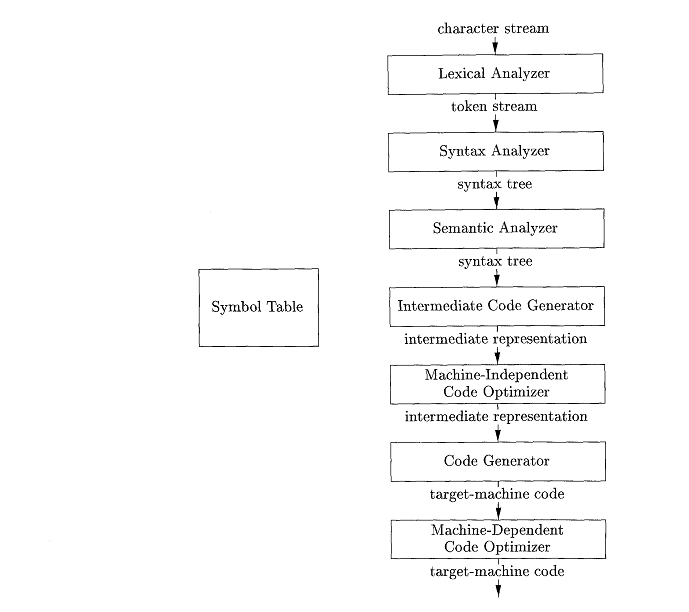 character stream
Lexical Analyzer
token stream
Syntax Analyzer
syntax tree
Semantic Analyzer
syntax tree
Symbol Table
Intermediate Code Generator
intermediate representation
Machine-Independent
Code Optimizer
intermediate representation
Code Generator
target-machine code
Machine-Dependent
Code Optimizer
target-machine code